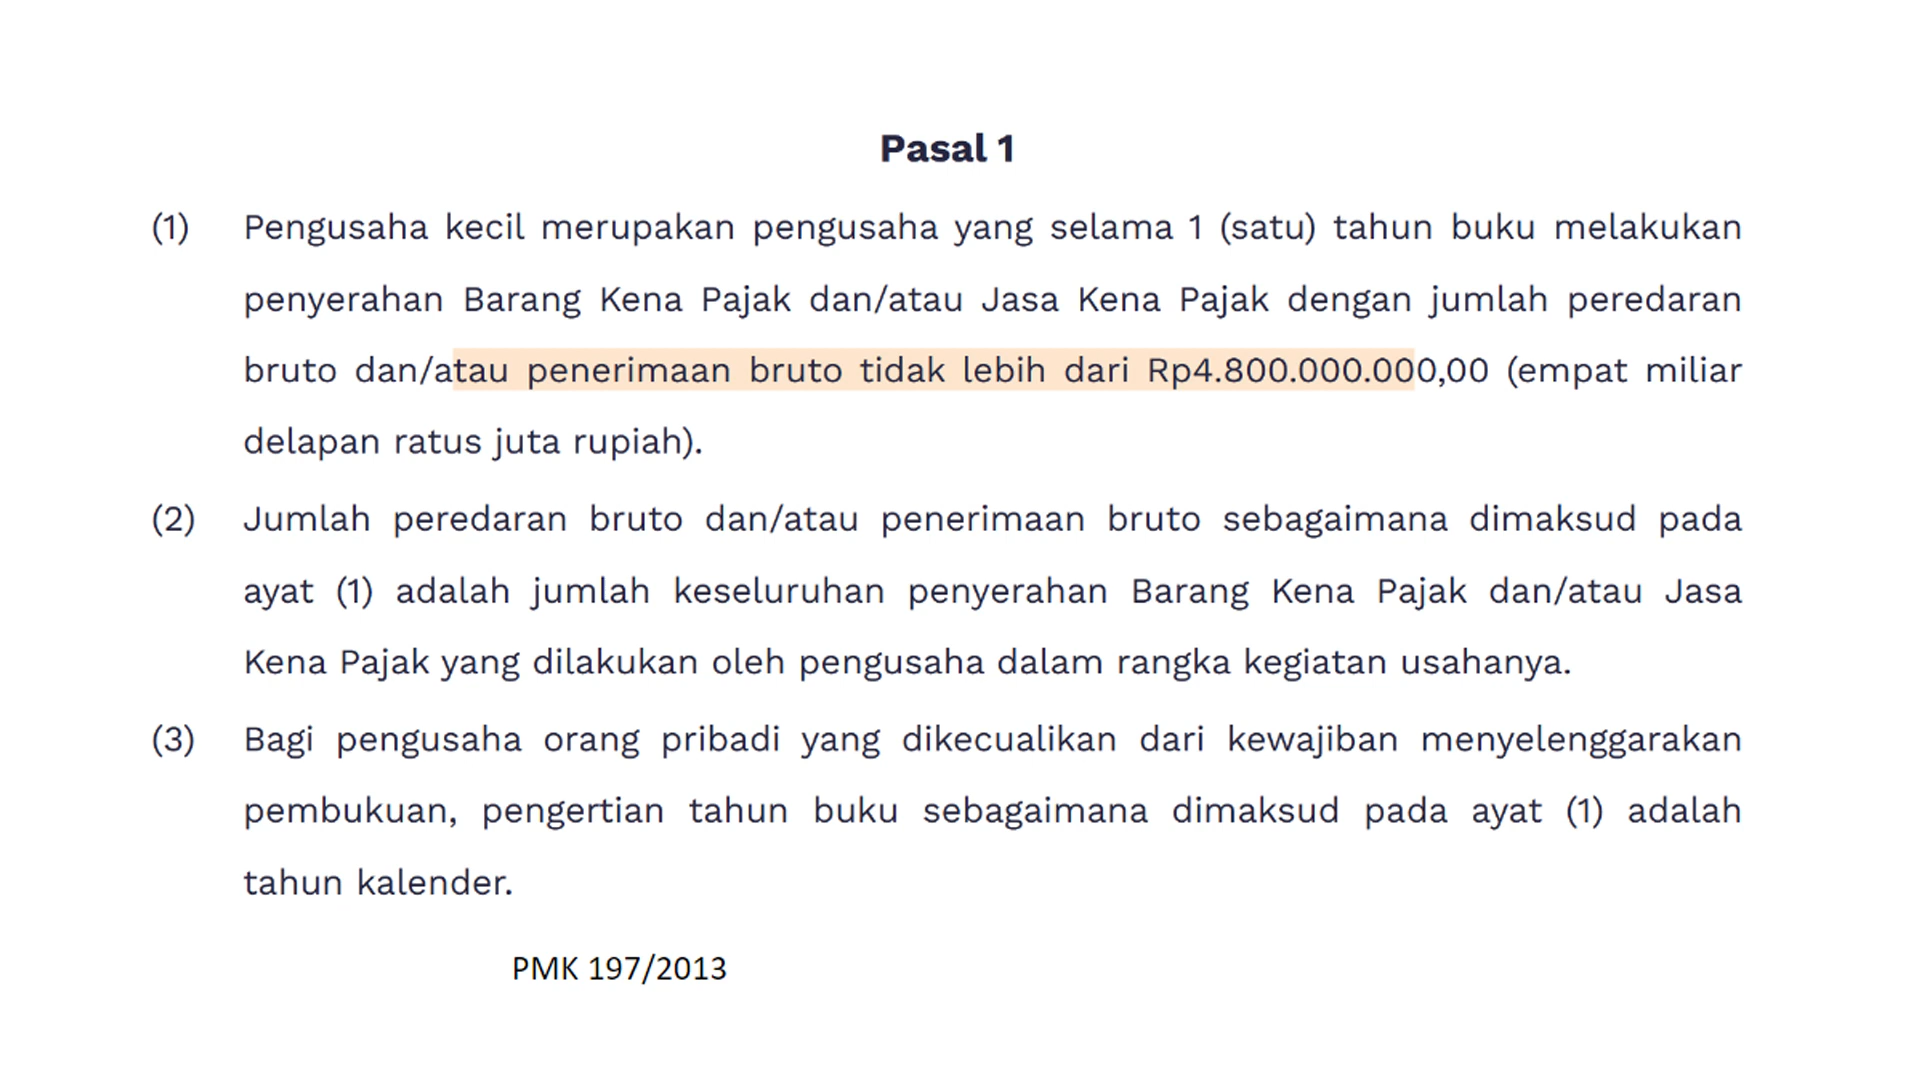 Pasal 1
(1) Pengusaha kecil merupakan pengusaha yang selama 1 (satu) tahun buku melakukan
penyerahan Barang Kena Pajak dan/atau Jasa Kena Pajak dengan jumlah peredaran
bruto dan/atau penerimaan bruto tidak lebih dari Rp4.800.000.000,00 (empat miliar
delapan ratus juta rupiah).
(2) Jumlah peredaran bruto dan/atau penerimaan bruto sebagaimana dimaksud pada
ayat (1) adalah jumlah keseluruhan penyerahan Barang Kena Pajak dan/atau Jasa
Kena Pajak yang dilakukan oleh pengusaha dalam rangka kegiatan usahanya.
(3) Bagi pengusaha orang pribadi yang dikecualikan dari kewajiban menyelenggarakan
pembukuan, pengertian tahun buku sebagaimana dimaksud pada ayat (1) adalah
tahun kalender.
PMK 197/2013